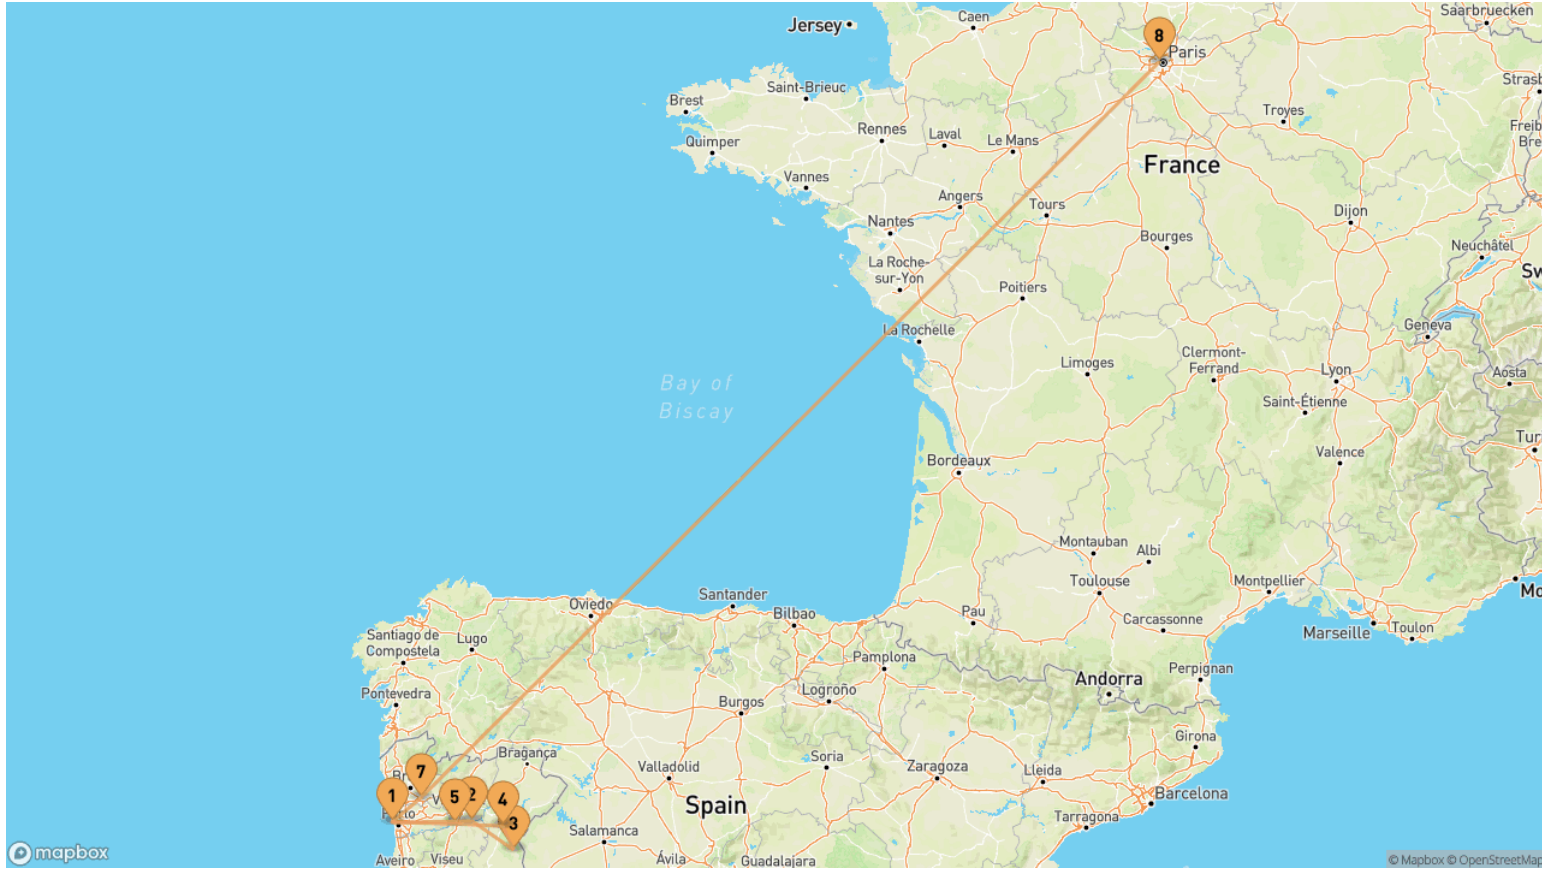 Jersey
Caen
8
Paris
Saarbruecken
Brest
Saint-Brieuc
Strasb
Quimper
Rennes
Laval
Le Mans
Troyes
Freib
Bre
Vannes
France
Angers
Tours
Nantes
Dijon
Bourges
Neuchâtel
La Roche-
sur-Yon
Sw
Poitiers
La Rochelle
Geneva
Bay of
Biscay
Limoges
Clermont-
Ferrand
Lyon
Aosta
Saint-Étienne
Tur
Bordeaux
Valence
Montauban
Albi
Toulouse
Montpellier
Mo
Oviedo
Santander
Bilbao
Pau
Carcassonne
Marseille
Toulon
Santiago de
Compostela
Lugo
Pamplona
Perpignan
Pontevedra
Logroño
Andorra
Burgos
Girona
Bragança
Soria
Valladolid
Zaragoza
Lleida
7
Br
1
5
2
4
3
Barcelona
Spain
Tarragona
Salamanca
Aveiro
Viseu
Ávila
Guadalajara
mapbox
© Mapbox © OpenStreetMap